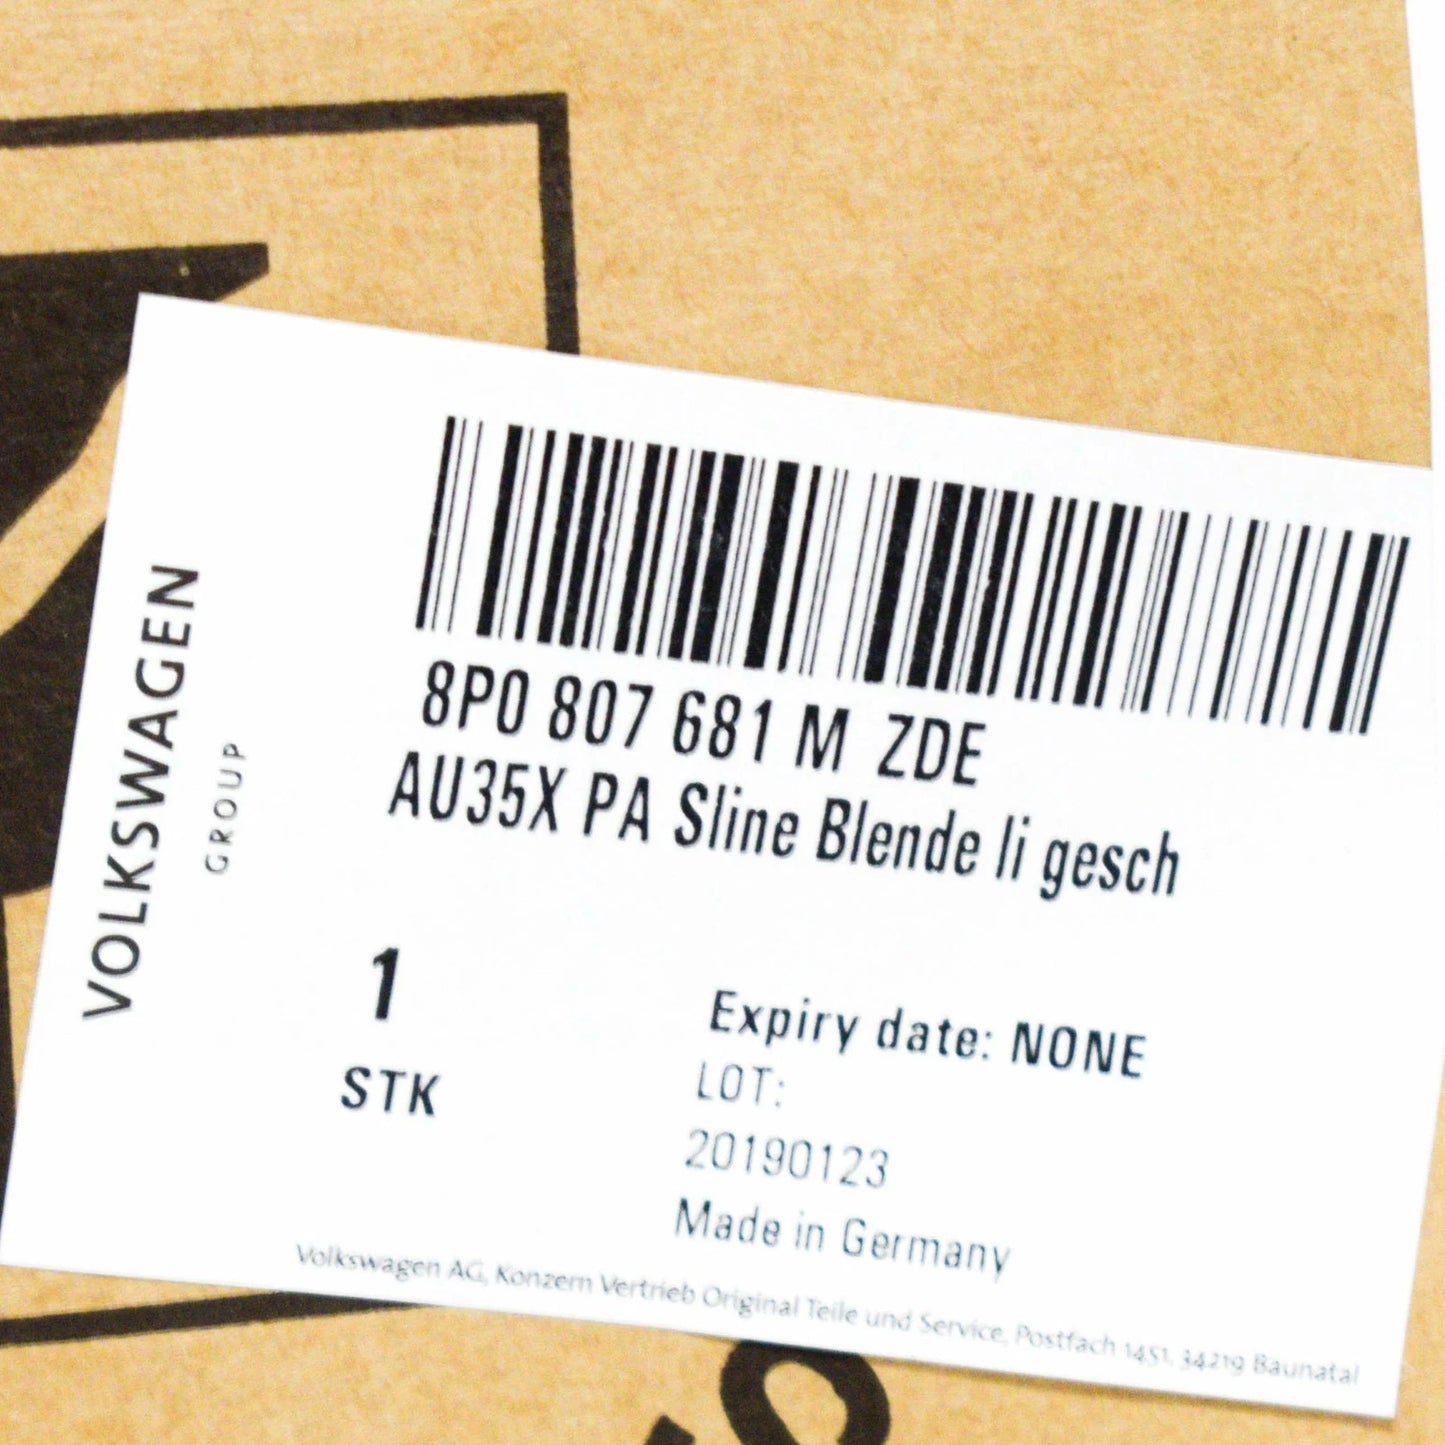 VOLKSWAGEN
GROUP
8P0 807 681 M ZDE
AU35X PA Sline Blende li gesch
1
STK
Expiry date: NONE
LOT:
20190123
Made in Germany
Volkswagen AG, Konzern Vertrieb Original Teile und Service, Postfach 1451, 34219 Baunatal